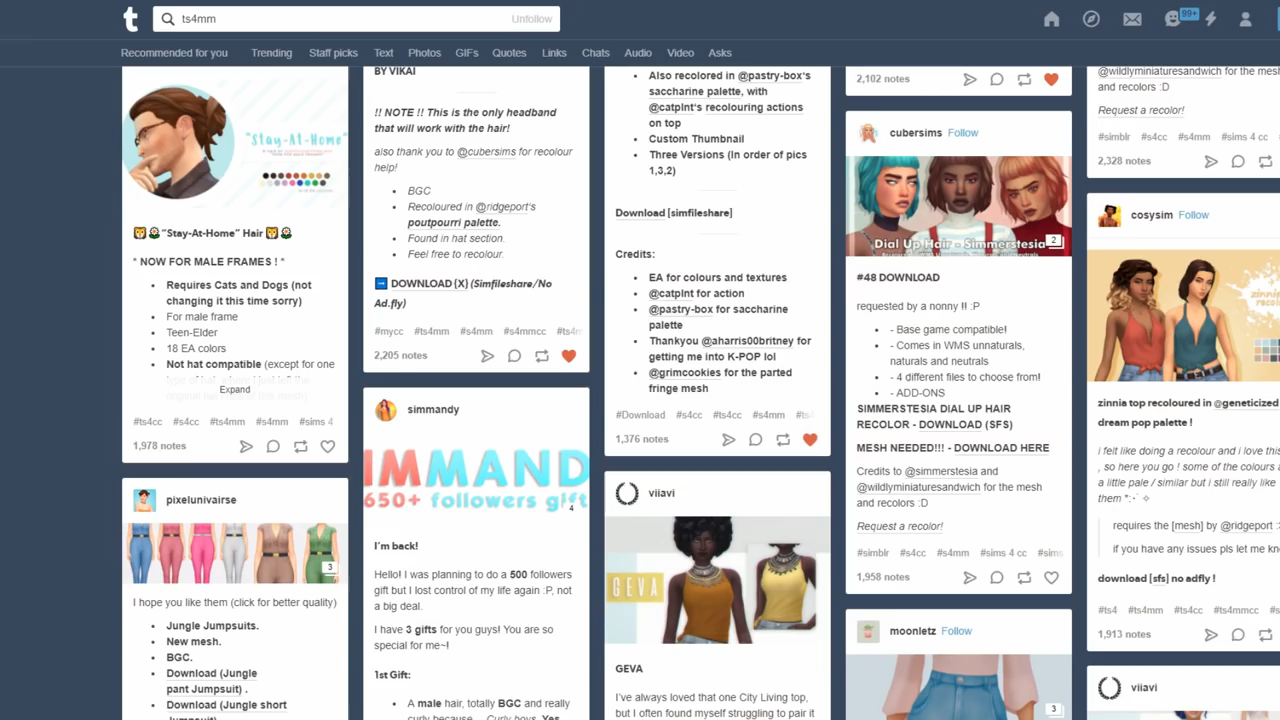 t
ts4mm
Unfollow
99+
Recommended for you
Trending
Staff picks
Text
Photos
GIFs
Quotes
Links
Chats
Audio
Video
Asks
"Stay-At-Home"
🌼"Stay-At-Home" Hair 🌼
* NOW FOR MALE FRAMES ! *
• Requires Cats and Dogs (not
changing it this time sorry)
• For male frame
• Teen-Elder
• 18 EA colors
• Not hat compatible (except for one
Expand
#ts4cc #s4cc #ts4mm #s4mm #sims 4
1,978 notes
pixelunivairse
3
I hope you like them (click for better quality)
• Jungle Jumpsuits.
• New mesh.
• BGC.
• Download (Jungle
pant Jumpsuit) .
• Download (Jungle short
Jumpsuit)
BY VIKAI
!! NOTE !! This is the only headband
that will work with the hair!
also thank you to @cubersims for recolour
help!
• BGC
• Recoloured in @ridgeport's
poutpourri palette.
• Found in hat section.
• Feel free to recolour.
➡ DOWNLOAD {X} (Simfileshare/No
Ad.fly)
#mycc #ts4mm #s4mm #s4mmcc #ts4m
2,205 notes
simmandy
IMMAND
650+ followers gift
4
I'm back!
Hello! I was planning to do a 500 followers
gift but I lost control of my life again :P, not
a big deal.
I have 3 gifts for you guys! You are so
special for me~!
1st Gift:
• A male hair, totally BGC and really
curly because... Curly boys. Yes.
• Also recolored in @pastry-box's
saccharine palette, with
@catplnt's recolouring actions
on top
• Custom Thumbnail
• Three Versions (In order of pics
1,3,2)
Download [simfileshare]
Credits:
• EA for colours and textures
• @catplnt for action
• @pastry-box for saccharine
palette
• Thankyou @aharris00britney for
getting me into K-POP lol
• @grimcookies for the parted
fringe mesh
#Download #s4cc #ts4cc #s4mm #ts4
1,376 notes
viiavi
GEVA
GEVA
I've always loved that one City Living top,
but I often found myself struggling to pair it
2,102 notes
cubersims Follow
Dial Up Hair - Simmerstesia
2
#48 DOWNLOAD
requested by a nonny !! :P
• - Base game compatible!
• - Comes in WMS unnaturals,
naturals and neutrals
• - 4 different files to choose from!
• - ADD-ONS
SIMMERSTESIA DIAL UP HAIR
RECOLOR - DOWNLOAD (SFS)
MESH NEEDED!!! - DOWNLOAD HERE
Credits to @simmerstesia and
@wildlyminiaturesandwich for the mesh
and recolors :D
Request a recolor!
#simblr #s4cc #s4mm #sims 4 cc #sims
1,958 notes
moonletz Follow
3
@wildlyminiaturesandwich for the mesh
and recolors :D
Request a recolor!
#simblr #s4cc #s4mm #sims 4 cc
2,328 notes
cosysim Follow
zinnia
zinnia top recoloured in @geneticized
dream pop palette !
i felt like doing a recolour and i love this
, so here you go ! some of the colours a
a little pale / similar but i still really like
them *:·ﾟ✧
requires the [mesh] by @ridgeport :3
if you have any issues pls let me kno
download [sfs] no adfly !
#ts4 #ts4mm #ts4cc #ts4mmcc #s
1,913 notes
viiavi